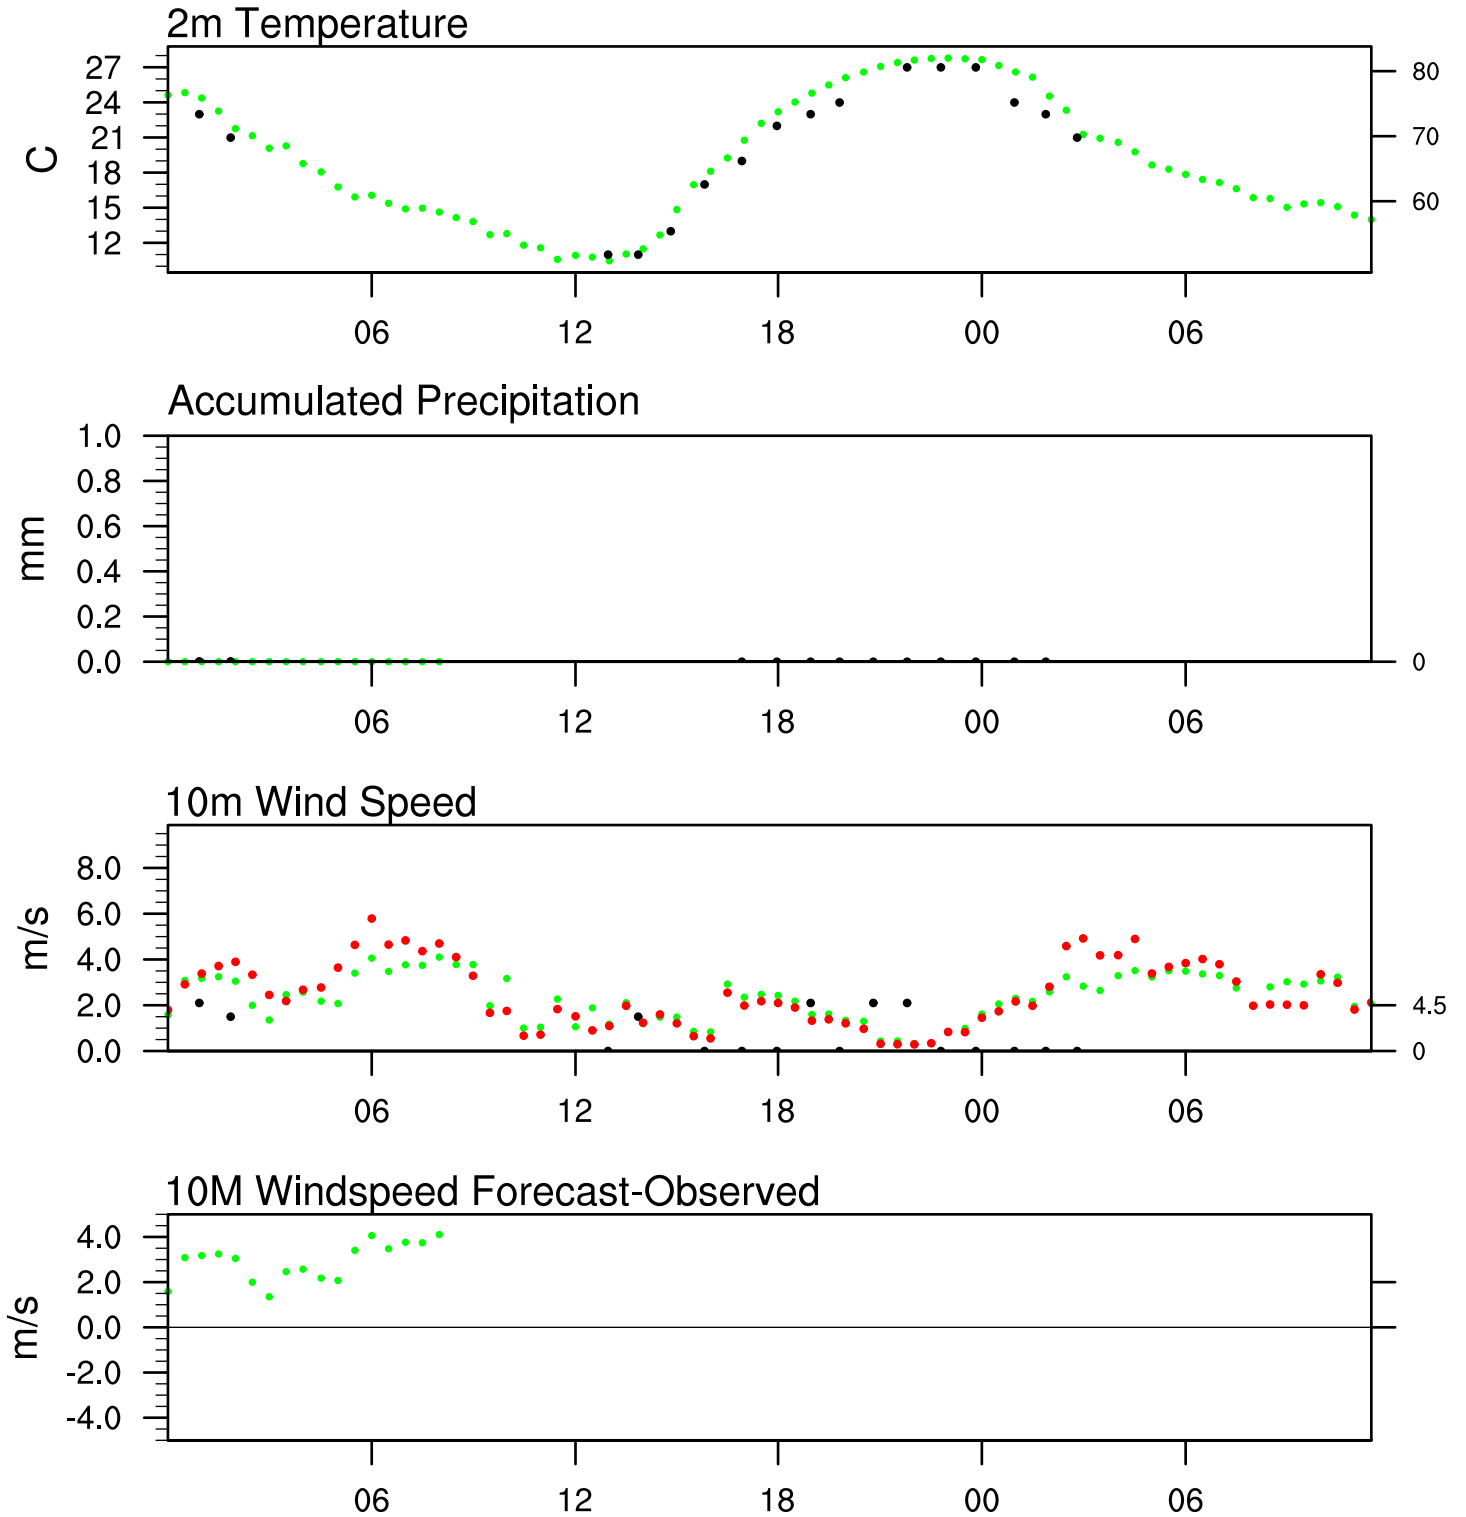 2m Temperature
27
24
21
18
15
12
C
80
70
60
06 12 18 00 06
Accumulated Precipitation
1.0
0.8
0.6
0.4
0.2
0.0
mm
0
06 12 18 00 06
10m Wind Speed
8.0
6.0
4.0
2.0
0.0
m/s
4.5
0
06 12 18 00 06
10M Windspeed Forecast-Observed
4.0
2.0
0.0
-2.0
-4.0
m/s
06 12 18 00 06